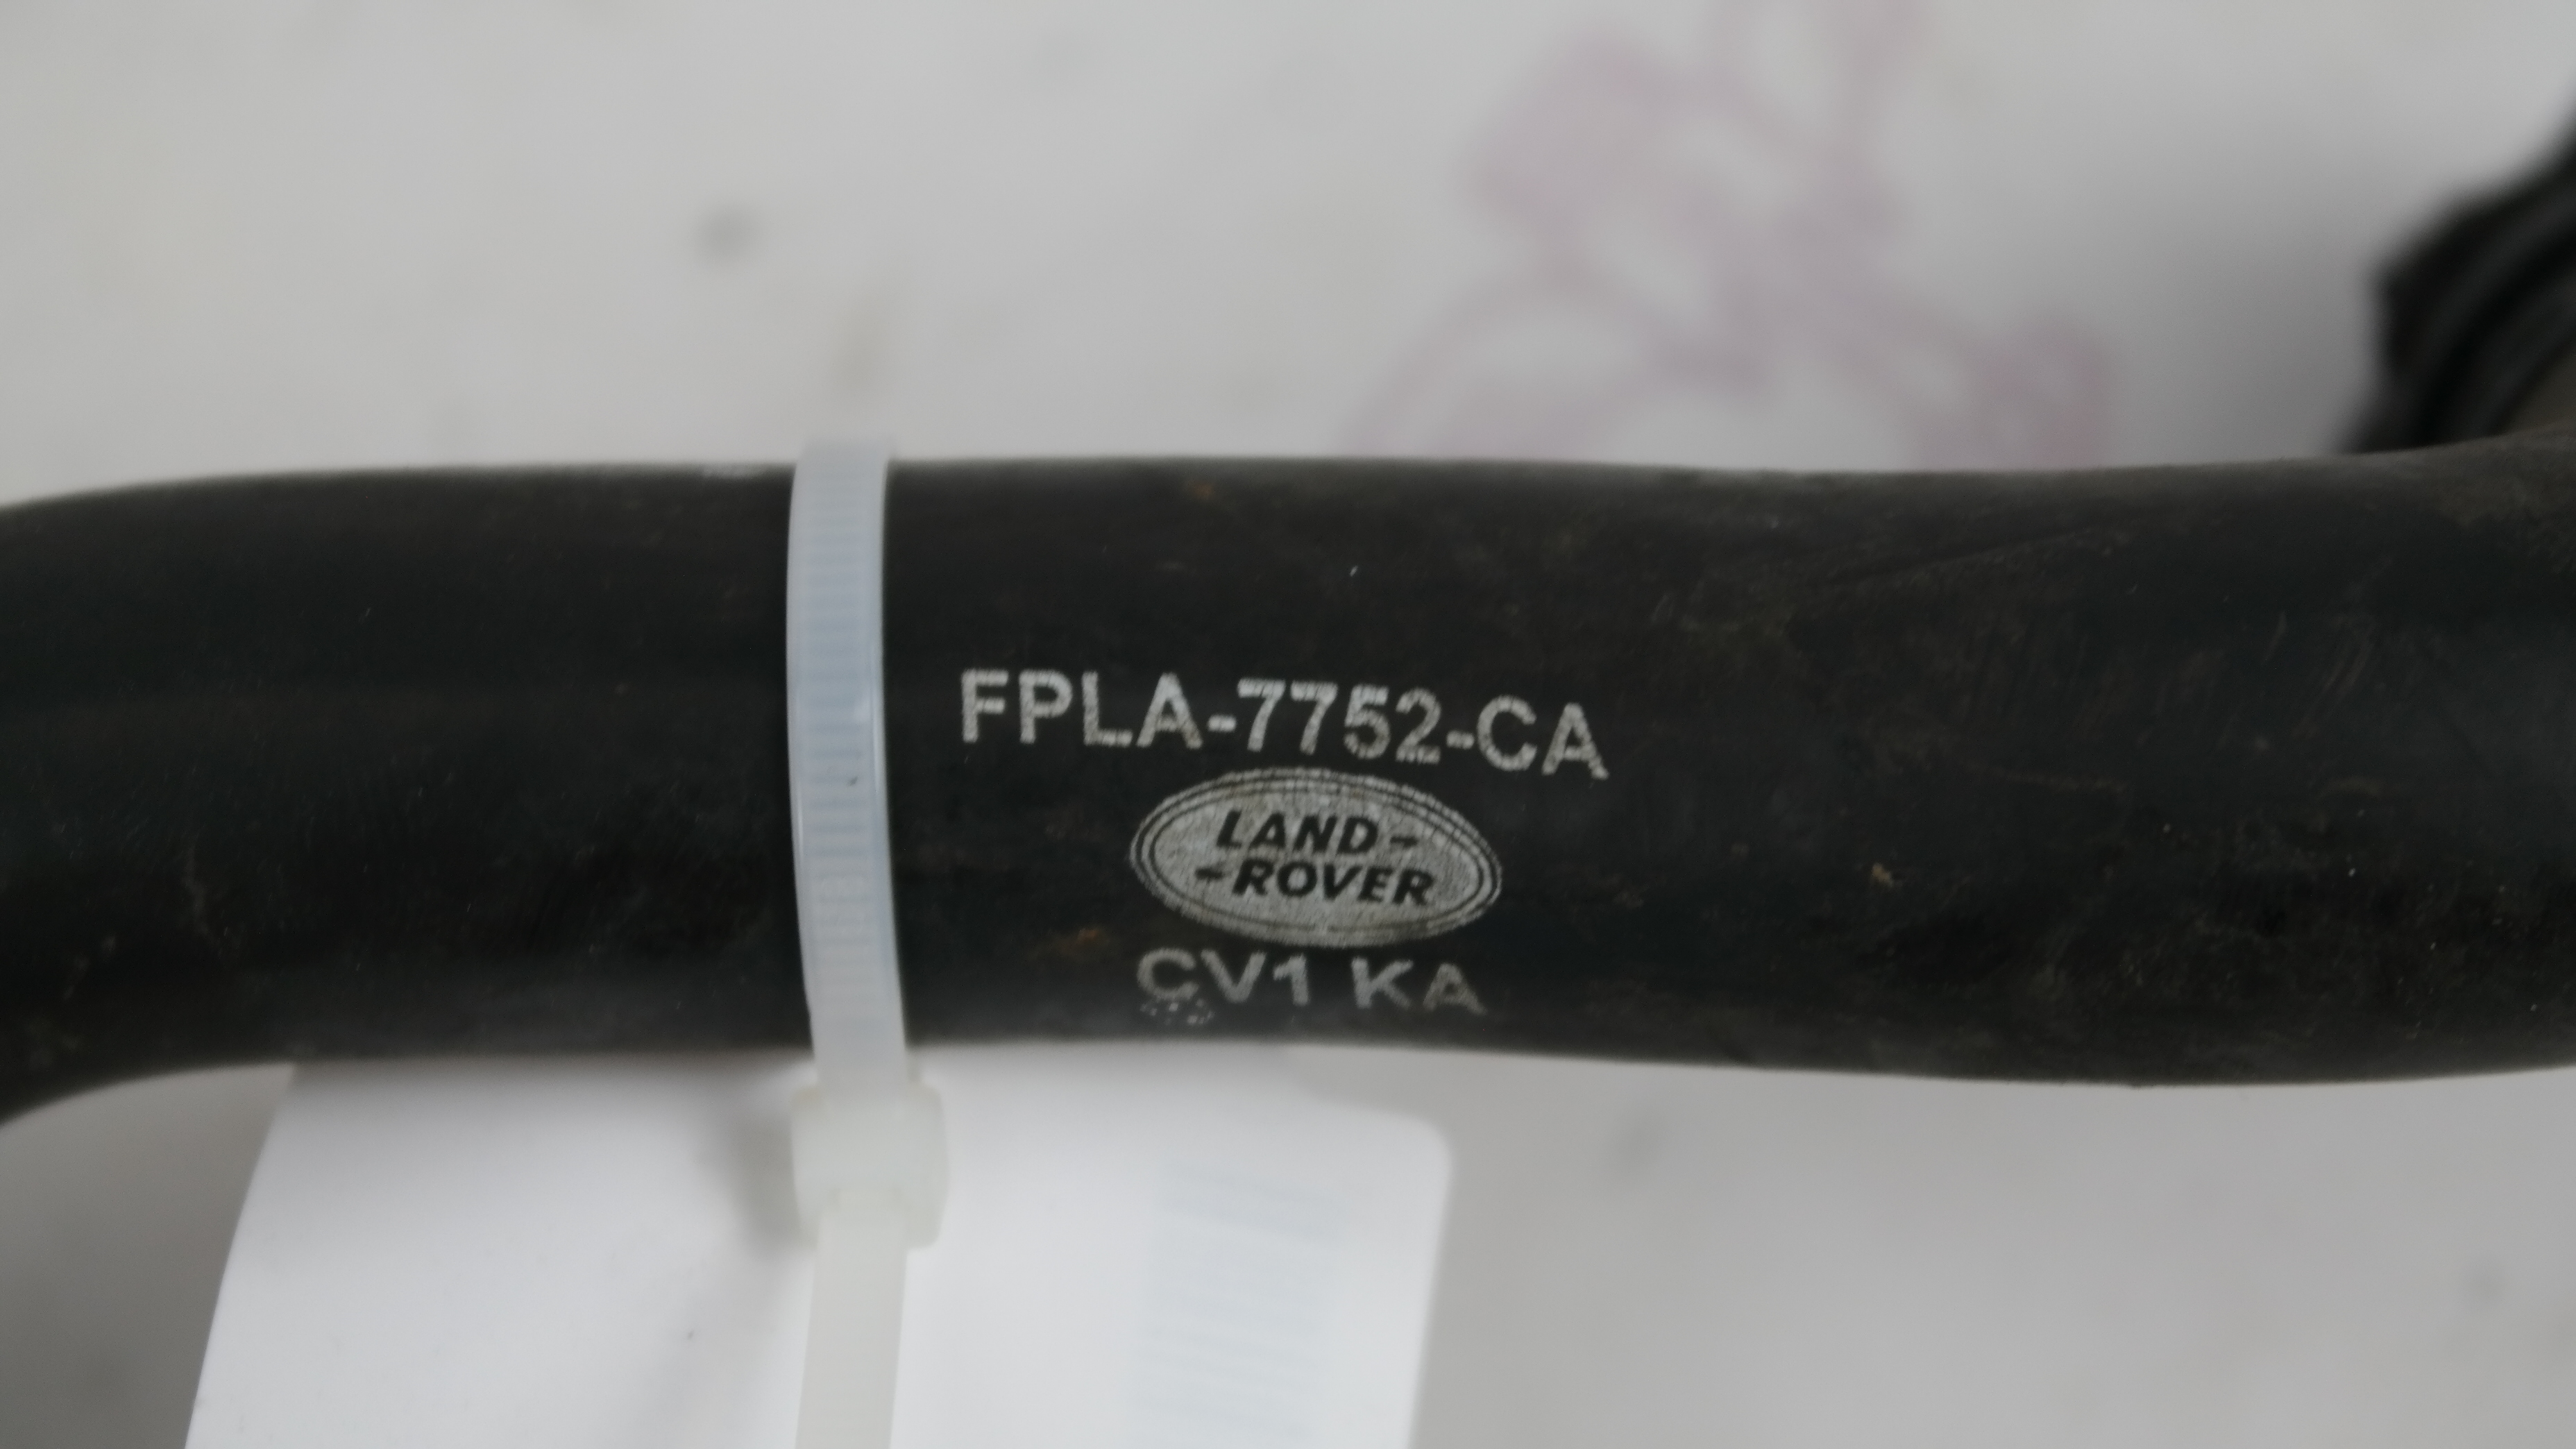 FPLA-7752-CA
LAND-
-ROVER
CV1 KA